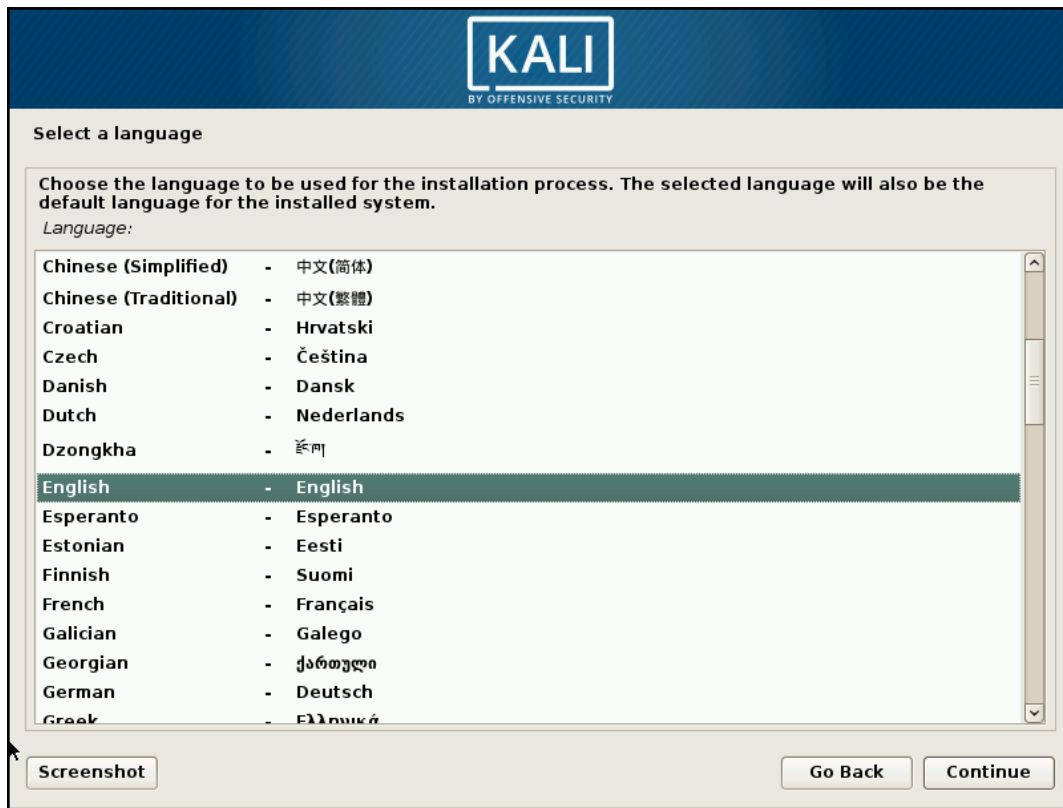 KALI
BY OFFENSIVE SECURITY
Select a language
Choose the language to be used for the installation process. The selected language will also be the
default language for the installed system.
Language:
Chinese (Simplified) - 中文(简体)
Chinese (Traditional) - 中文(繁體)
Croatian - Hrvatski
Czech - Čeština
Danish - Dansk
Dutch - Nederlands
Dzongkha - རྫོང་ཁ།
English - English
Esperanto - Esperanto
Estonian - Eesti
Finnish - Suomi
French - Français
Galician - Galego
Georgian - ქართული
German - Deutsch
Greek - Ελληνικά
Screenshot
Go Back
Continue